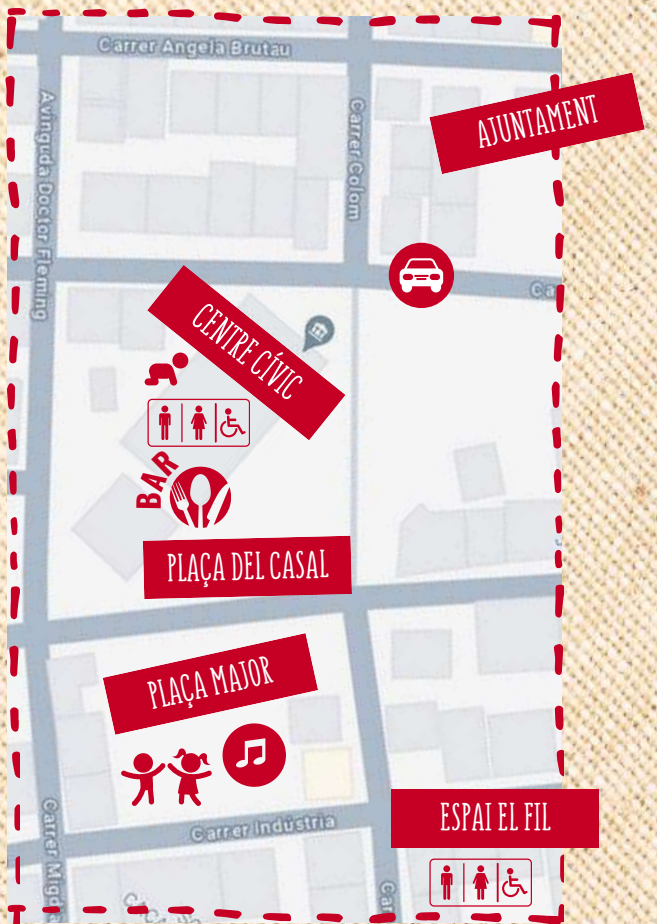 Carrer Àngela Brutau
Avinguda Doctor Fleming
Carrer Colom
AJUNTAMENT
CENTRE CÍVIC
BAR
PLAÇA DEL CASAL
PLAÇA MAJOR
Carrer Indústria
ESPAI EL FIL